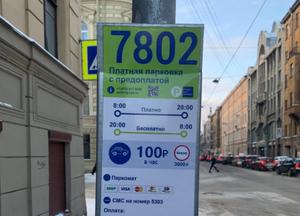 7802
Платная парковка
с предоплатой
8:00 Платно 20:00
20:00 Бесплатно 8:00
100₽
в час
3000₽
Паркомат
VISA
СМС на номер 5303
Оплата: